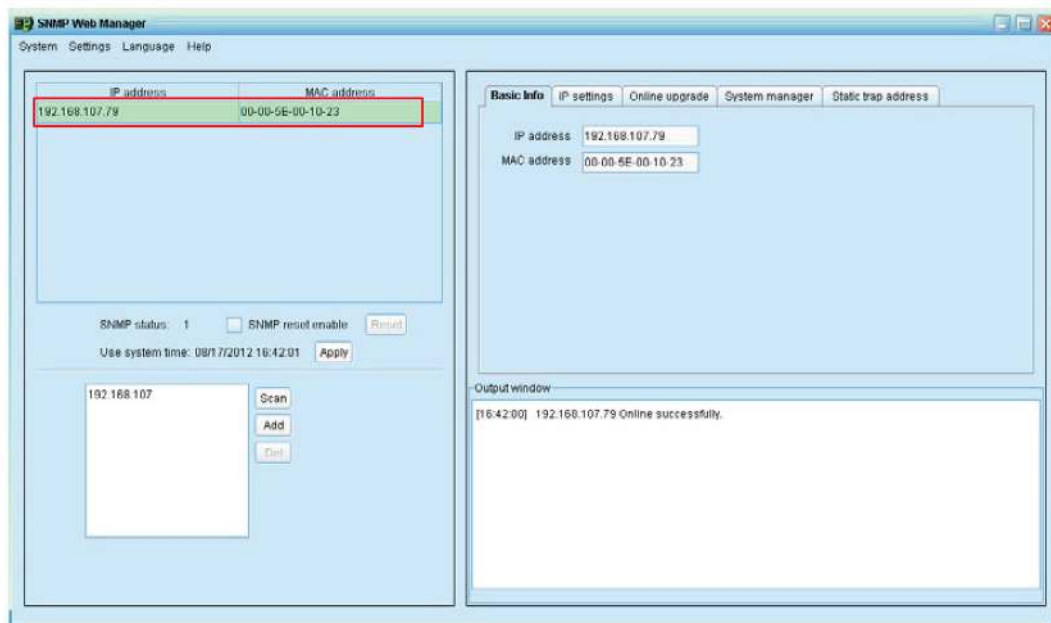 SNMP Web Manager
System Settings Language Help
IP address MAC address
192.168.107.79 00-00-5E-00-10-23
SNMP status: 1 SNMP reset enable Reset
Use system time: 08/17/2012 16:42:01 Apply
192.168.107
Scan
Add
Del
Basic Info IP settings Online upgrade System manager Static trap address
IP address 192.168.107.79
MAC address 00-00-5E-00-10-23
Output window
[16:42:00] 192.168.107.79 Online successfully.